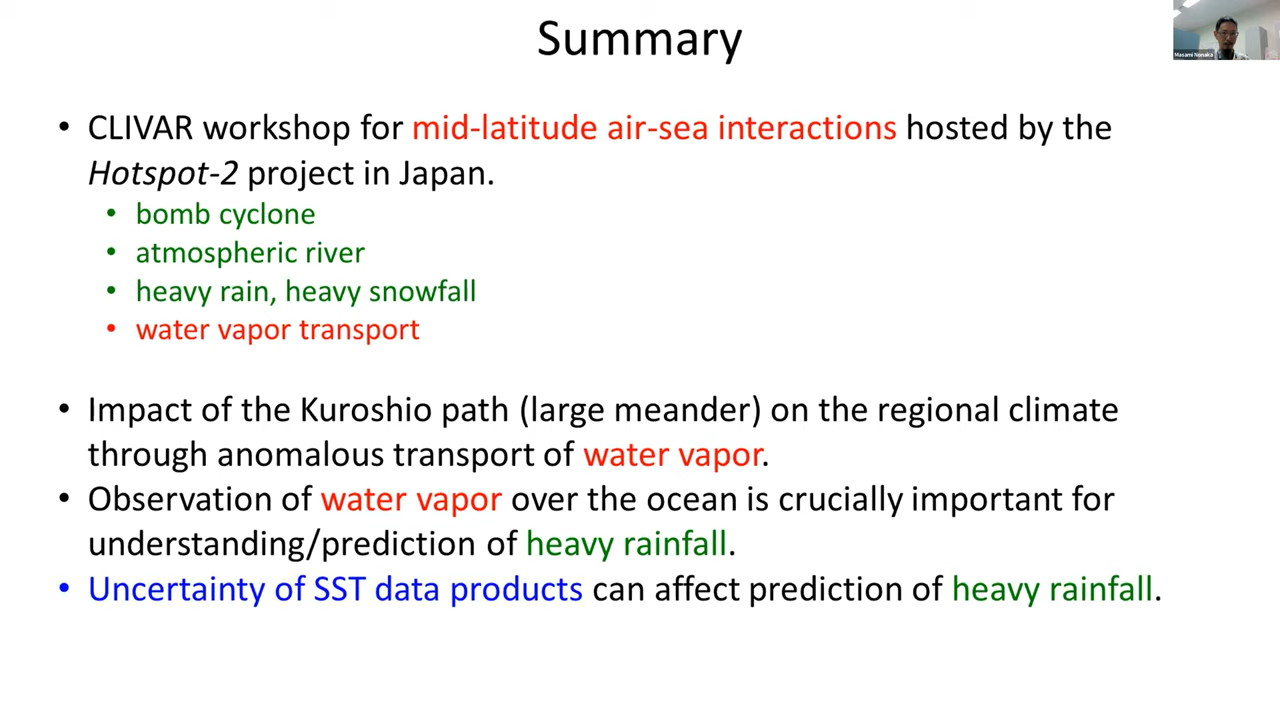 Summary
Masami Nonaka
• CLIVAR workshop for mid-latitude air-sea interactions hosted by the
Hotspot-2 project in Japan.
• bomb cyclone
• atmospheric river
• heavy rain, heavy snowfall
• water vapor transport
• Impact of the Kuroshio path (large meander) on the regional climate
through anomalous transport of water vapor.
• Observation of water vapor over the ocean is crucially important for
understanding/prediction of heavy rainfall.
• Uncertainty of SST data products can affect prediction of heavy rainfall.